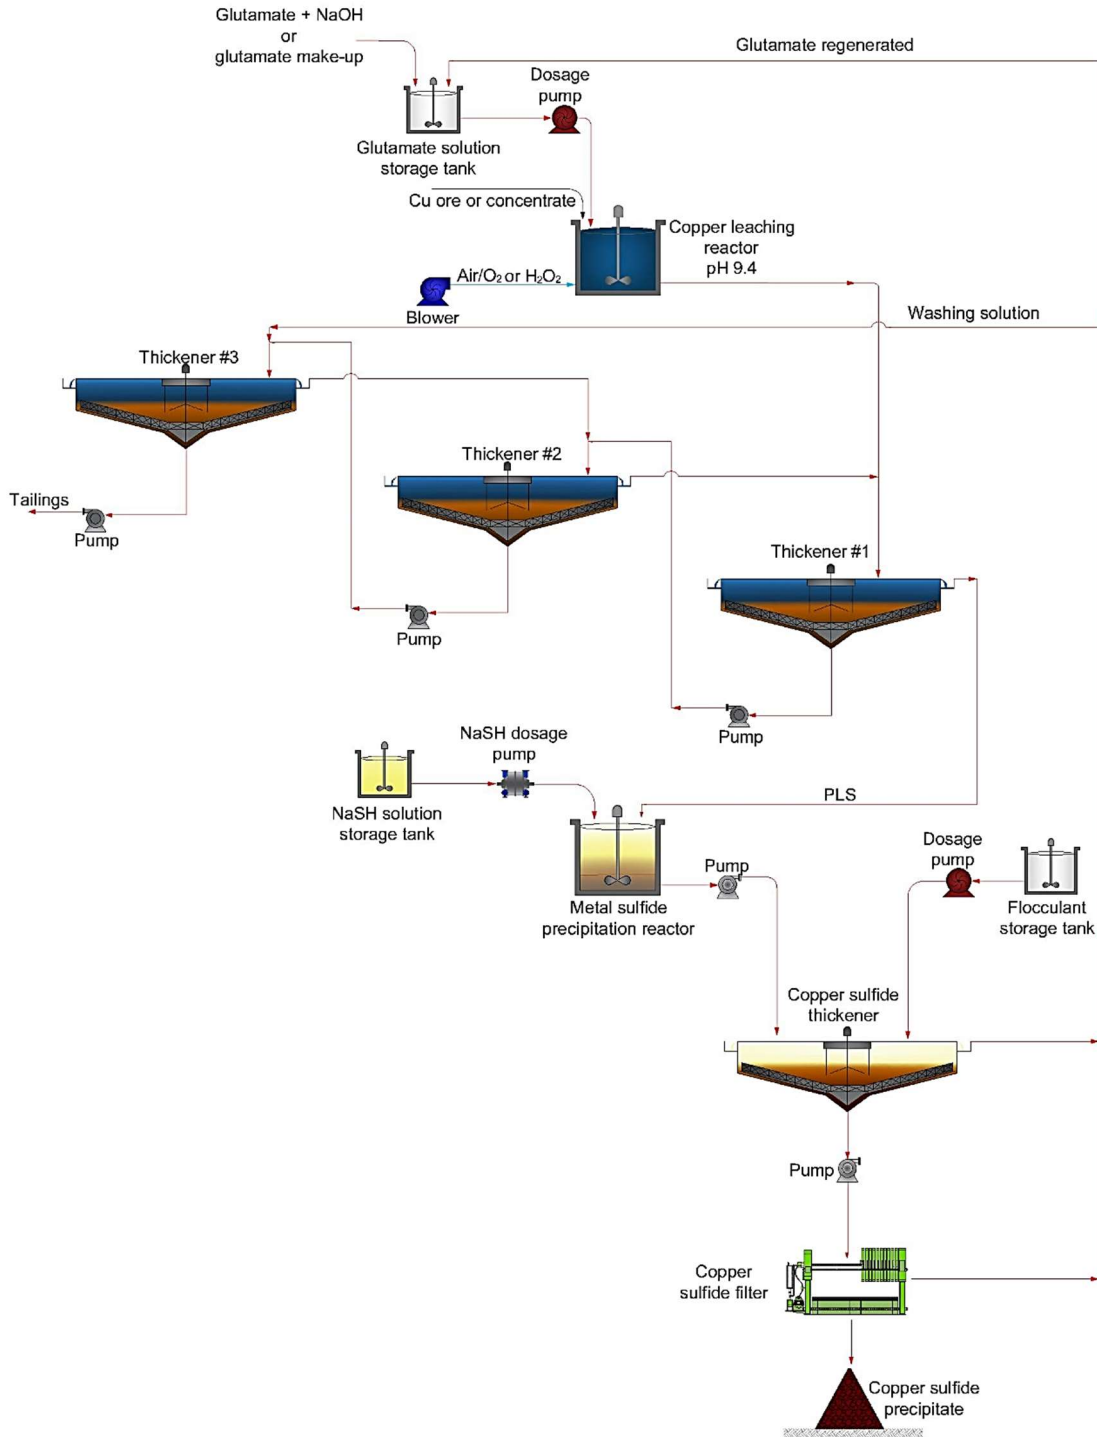 Glutamate + NaOH
or
glutamate make-up
Glutamate regenerated
Dosage
pump
Glutamate solution
storage tank
Cu ore or concentrate
Copper leaching
reactor
pH 9.4
Air/O₂ or H₂O₂
Blower
Washing solution
Thickener #3
Thickener #2
Tailings
Pump
Thickener #1
Pump
Pump
NaSH dosage
pump
NaSH solution
storage tank
PLS
Metal sulfide
precipitation reactor
Pump
Dosage
pump
Flocculant
storage tank
Copper sulfide
thickener
Pump
Copper
sulfide filter
Copper sulfide
precipitate